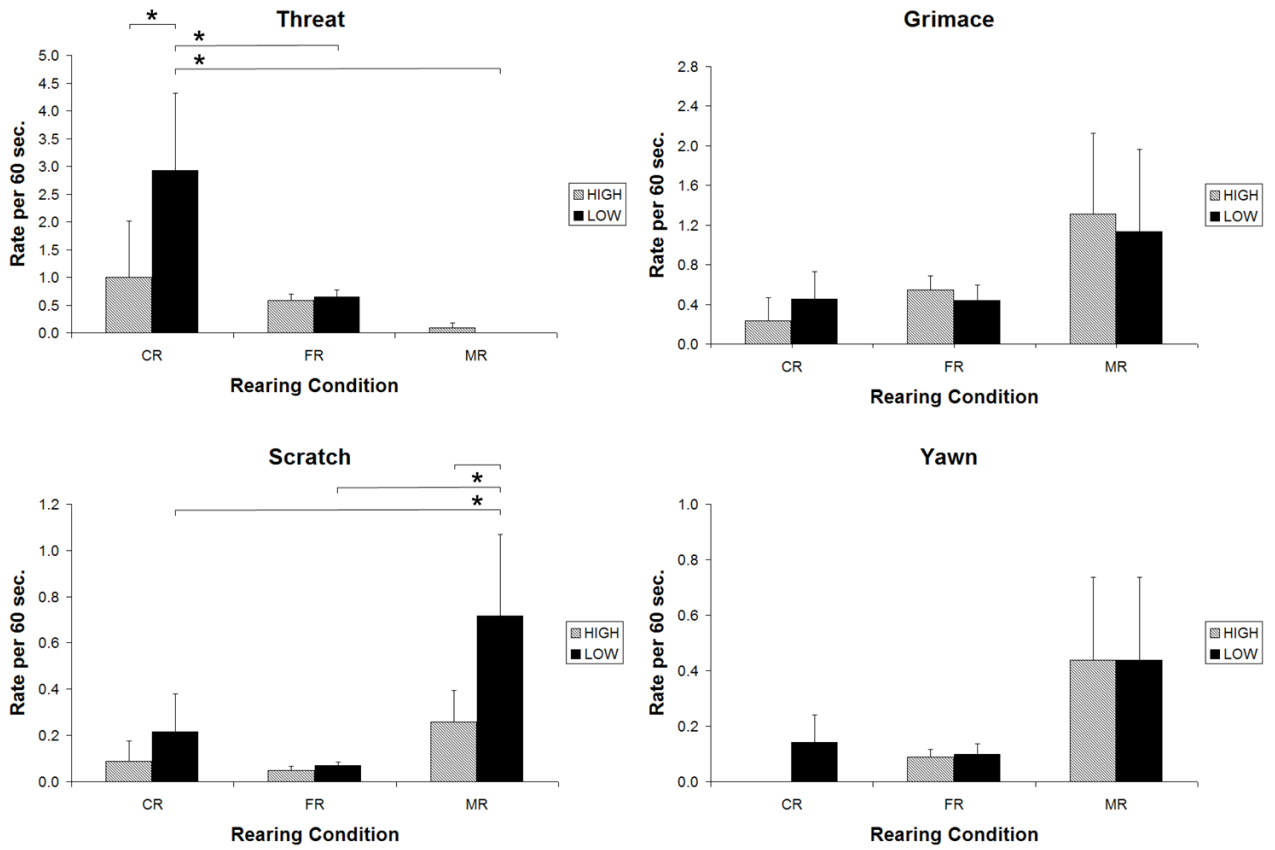 Threat
*
*
*
5.0
4.5
4.0
3.5
3.0
2.5
2.0
1.5
1.0
0.5
0.0
Rate per 60 sec.
CR FR MR
Rearing Condition
HIGH
LOW
Grimace
2.8
2.4
2.0
1.6
1.2
0.8
0.4
0.0
Rate per 60 sec.
CR FR MR
Rearing Condition
HIGH
LOW
Scratch
*
*
1.2
1.0
0.8
0.6
0.4
0.2
0.0
Rate per 60 sec.
CR FR MR
Rearing Condition
HIGH
LOW
Yawn
1.0
0.8
0.6
0.4
0.2
0.0
Rate per 60 sec.
CR FR MR
Rearing Condition
HIGH
LOW